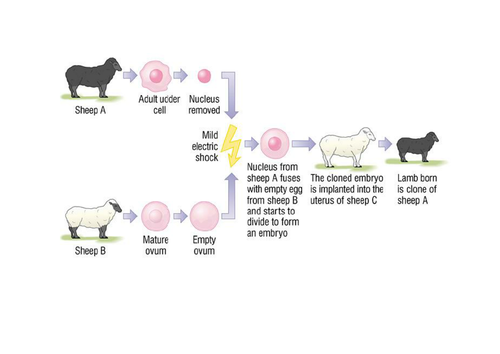 Sheep A
Adult udder
cell
Nucleus
removed
Mild
electric
shock
Nucleus from
sheep A fuses
with empty egg
from sheep B
and starts to
divide to form
an embryo
The cloned embryo
is implanted into the
uterus of sheep C
Lamb born
is clone of
sheep A
Sheep B
Mature
ovum
Empty
ovum